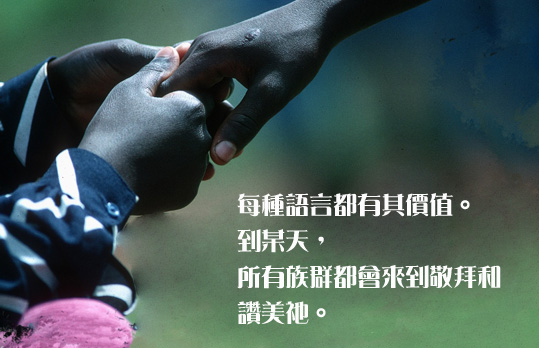 每種語言都有其價值。
到某天，
所有族群都會來到敬拜和
讚美祂。